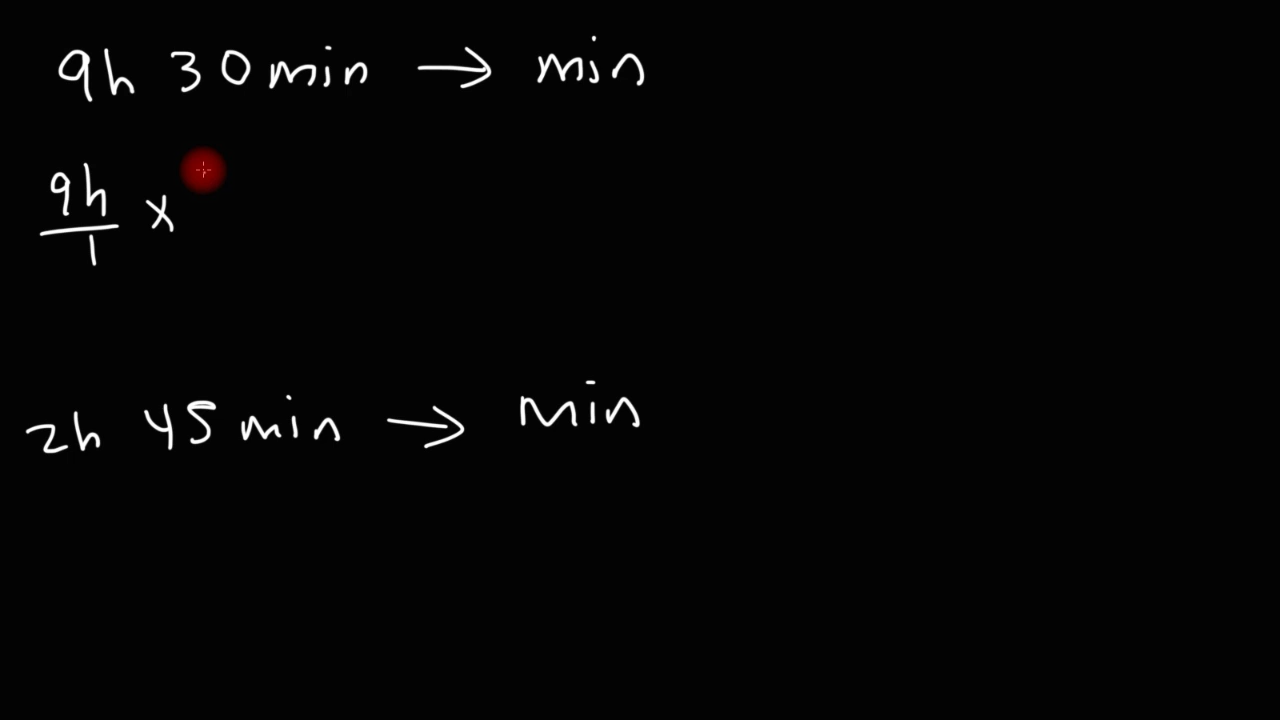 9h 30min → min
9h/1 ×
2h 45min → min